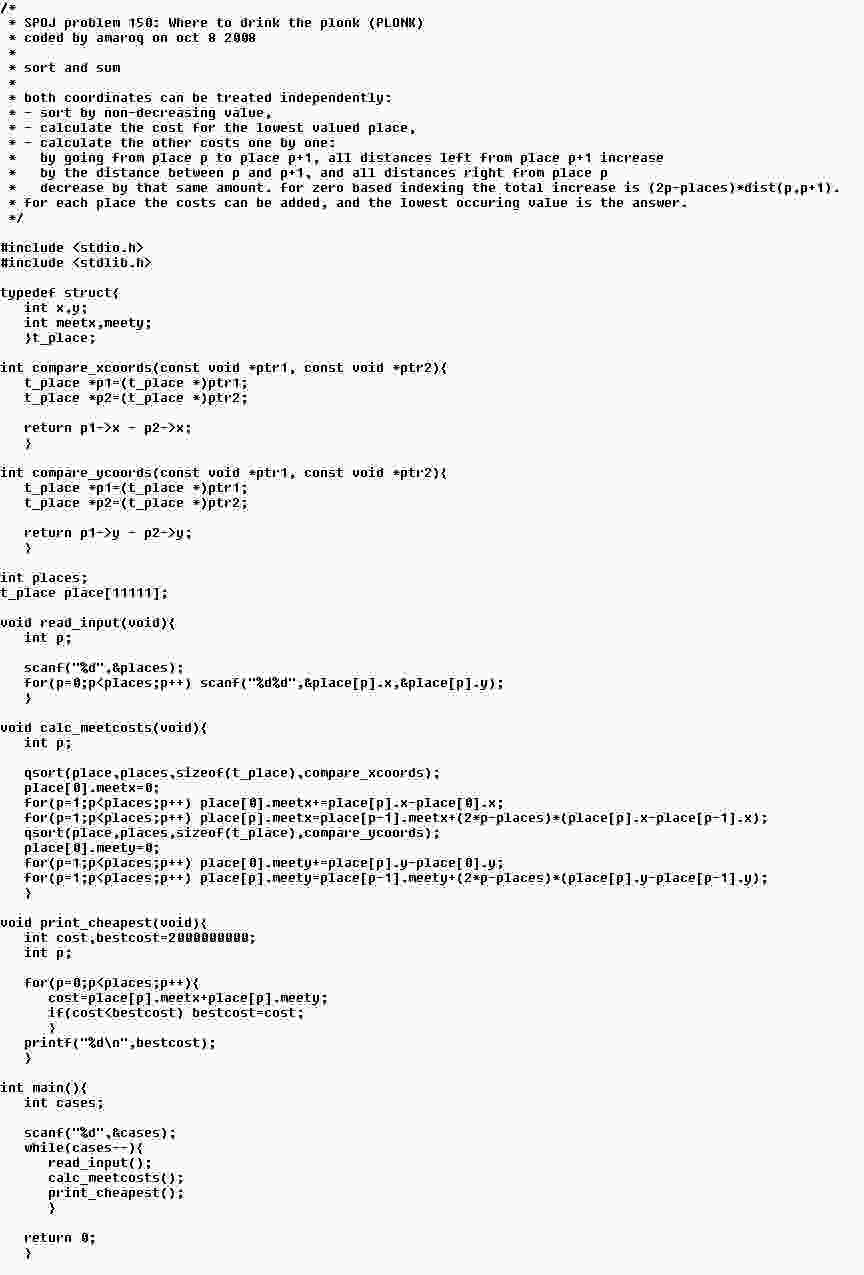 /*
 * SPOJ problem 150: Where to drink the plonk (PLONK)
 * coded by amaroq on oct 8 2008
 *
 * sort and sum
 *
 * both coordinates can be treated independently:
 * - sort by non-decreasing value,
 * - calculate the cost for the lowest valued place,
 * - calculate the other costs one by one:
 *   by going from place p to place p+1, all distances left from place p+1 increase
 *   by the distance between p and p+1, and all distances right from place p
 *   decrease by that same amount. for zero based indexing the total increase is (2p-places)*dist(p,p+1).
 * for each place the costs can be added, and the lowest occuring value is the answer.
 */

#include <stdio.h>
#include <stdlib.h>

typedef struct{
   int x,y;
   int meetx,meety;
   }t_place;

int compare_xcoords(const void *ptr1, const void *ptr2){
   t_place *p1=(t_place *)ptr1;
   t_place *p2=(t_place *)ptr2;

   return p1->x - p2->x;
   }

int compare_ycoords(const void *ptr1, const void *ptr2){
   t_place *p1=(t_place *)ptr1;
   t_place *p2=(t_place *)ptr2;

   return p1->y - p2->y;
   }

int places;
t_place place[11111];

void read_input(void){
   int p;

   scanf("%d",&places);
   for(p=0;p<places;p++) scanf("%d%d",&place[p].x,&place[p].y);
   }

void calc_meetcosts(void){
   int p;

   qsort(place,places,sizeof(t_place),compare_xcoords);
   place[0].meetx=0;
   for(p=1;p<places;p++) place[0].meetx+=place[p].x-place[0].x;
   for(p=1;p<places;p++) place[p].meetx=place[p-1].meetx+(2*p-places)*(place[p].x-place[p-1].x);
   qsort(place,places,sizeof(t_place),compare_ycoords);
   place[0].meety=0;
   for(p=1;p<places;p++) place[0].meety+=place[p].y-place[0].y;
   for(p=1;p<places;p++) place[p].meety=place[p-1].meety+(2*p-places)*(place[p].y-place[p-1].y);
   }

void print_cheapest(void){
   int cost,bestcost=2000000000;
   int p;

   for(p=0;p<places;p++){
      cost=place[p].meetx+place[p].meety;
      if(cost<bestcost) bestcost=cost;
      }
   printf("%d\n",bestcost);
   }

int main(){
   int cases;

   scanf("%d",&cases);
   while(cases--){
      read_input();
      calc_meetcosts();
      print_cheapest();
      }

   return 0;
   }